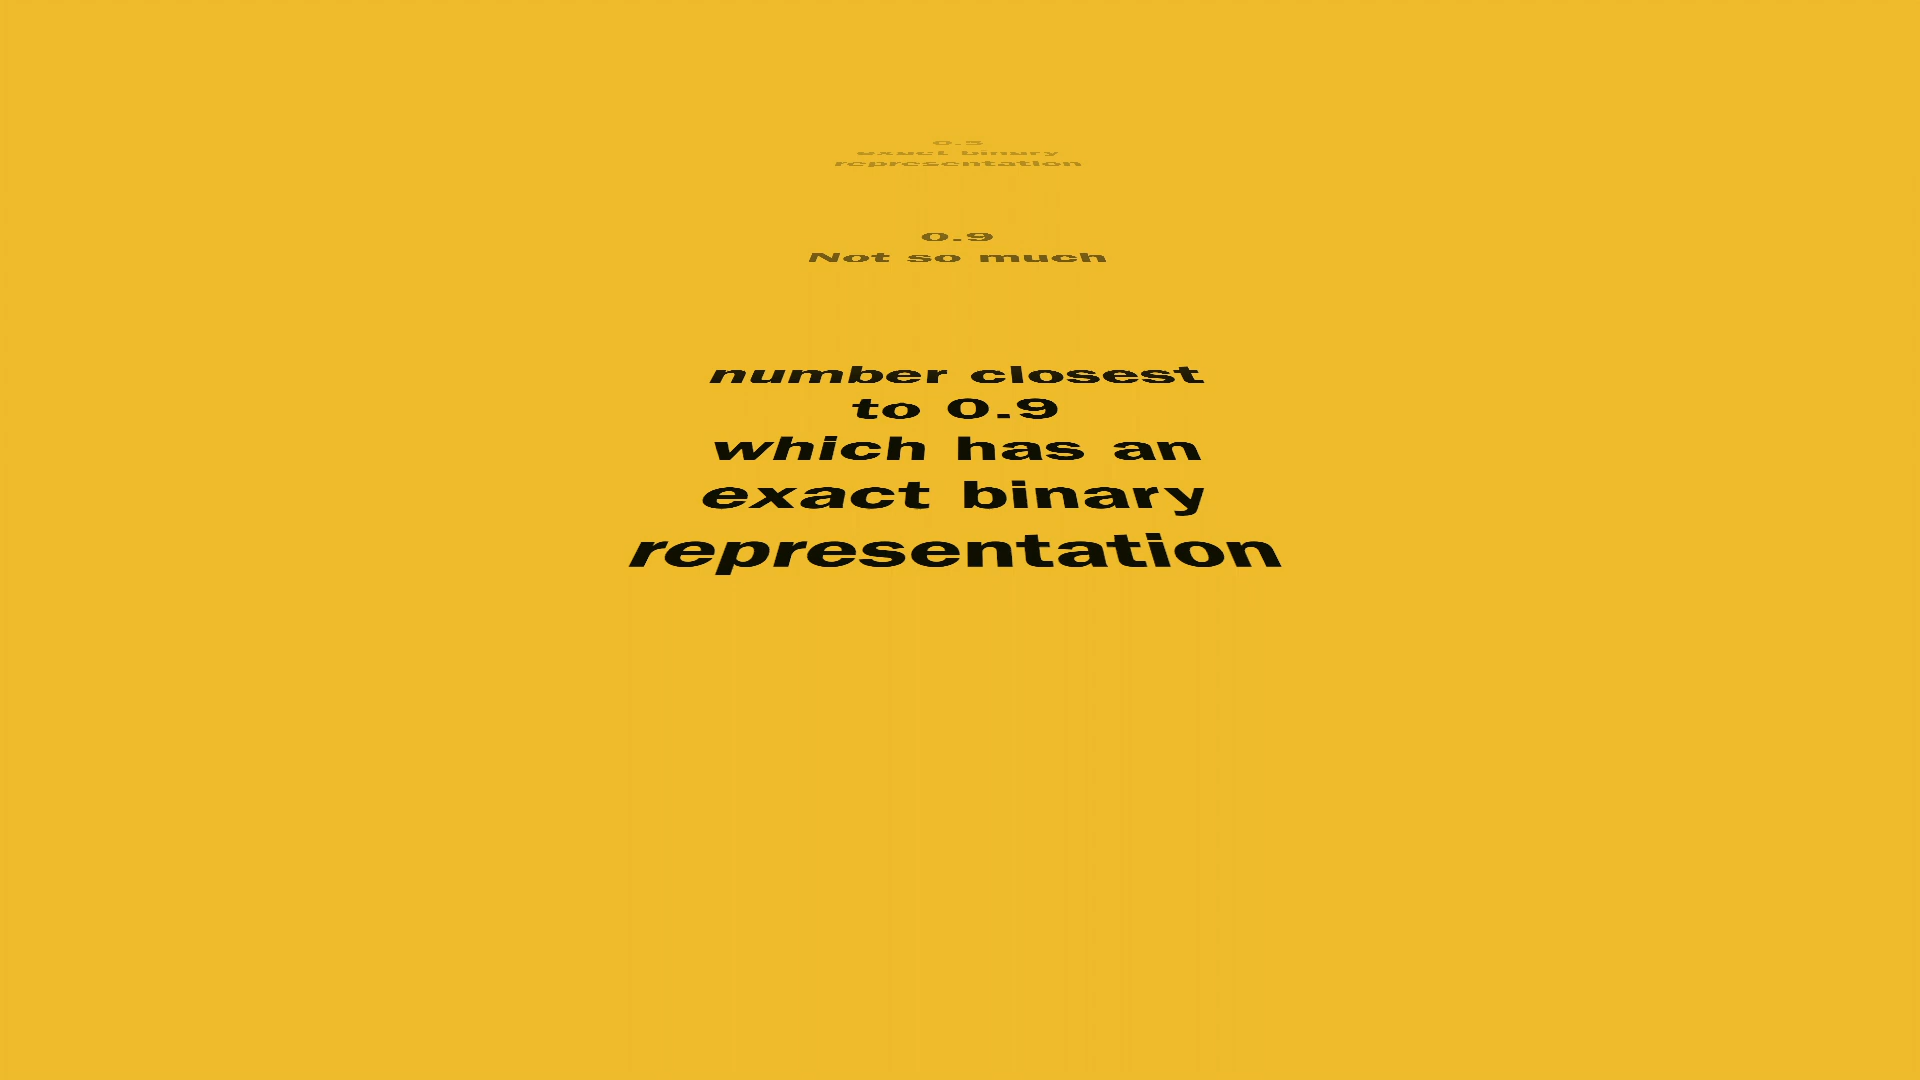 0.5
exact binary
representation
0.9
Not so much
number closest
to 0.9
which has an
exact binary
representation